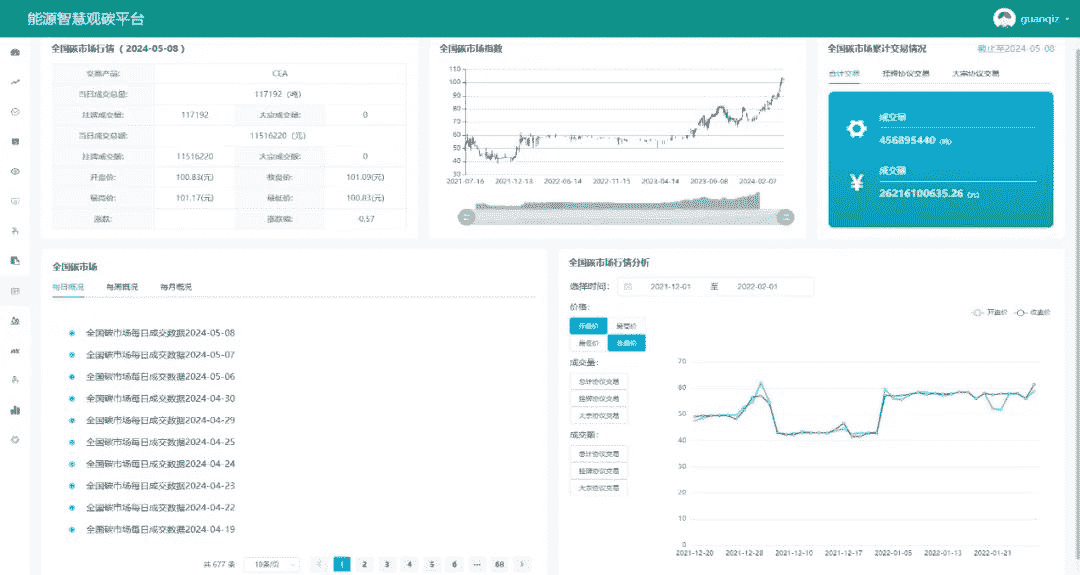 能源智慧观碳平台
guanqiz
全国碳市场行情（2024-05-08）
交易产品: CEA
当日成交总量: 117192（吨）
挂牌成交量: 117192 大宗成交量: 0
当日成交总额: 11516220（元）
挂牌成交额: 11516220 大宗成交额: 0
开盘价: 100.83(元) 收盘价: 101.09(元)
最高价: 101.17(元) 最低价: 100.83(元)
涨跌幅: 0.57
全国碳市场指数
110
100
90
80
70
60
50
40
30
2021-07-16 2021-12-13 2022-06-14 2022-11-15 2023-04-14 2023-09-08 2024-02-07
全国碳市场累计交易情况 截止至2024-05-08
合计交易 挂牌协议交易 大宗协议交易
成交量
456895440 (吨)
成交额
¥
26216100635.26 (元)
全国碳市场
每日概况 每周概况 每月概况
全国碳市场每日成交数据2024-05-08
全国碳市场每日成交数据2024-05-07
全国碳市场每日成交数据2024-05-06
全国碳市场每日成交数据2024-04-30
全国碳市场每日成交数据2024-04-29
全国碳市场每日成交数据2024-04-25
全国碳市场每日成交数据2024-04-24
全国碳市场每日成交数据2024-04-23
全国碳市场每日成交数据2024-04-22
全国碳市场每日成交数据2024-04-19
共 677 条 10条/页 < 1 2 3 4 5 6 ... 68 >
全国碳市场行情分析
选择时间: 2021-12-01 至 2022-02-01
价格:
开盘价 最高价
最低价 收盘价
成交量:
总计协议交易
挂牌协议交易
大宗协议交易
成交额:
总计协议交易
挂牌协议交易
大宗协议交易
开盘价 收盘价
70
60
50
40
30
20
10
0
2021-12-20 2021-12-28 2021-12-10 2021-12-17 2022-01-05 2022-01-13 2022-01-21